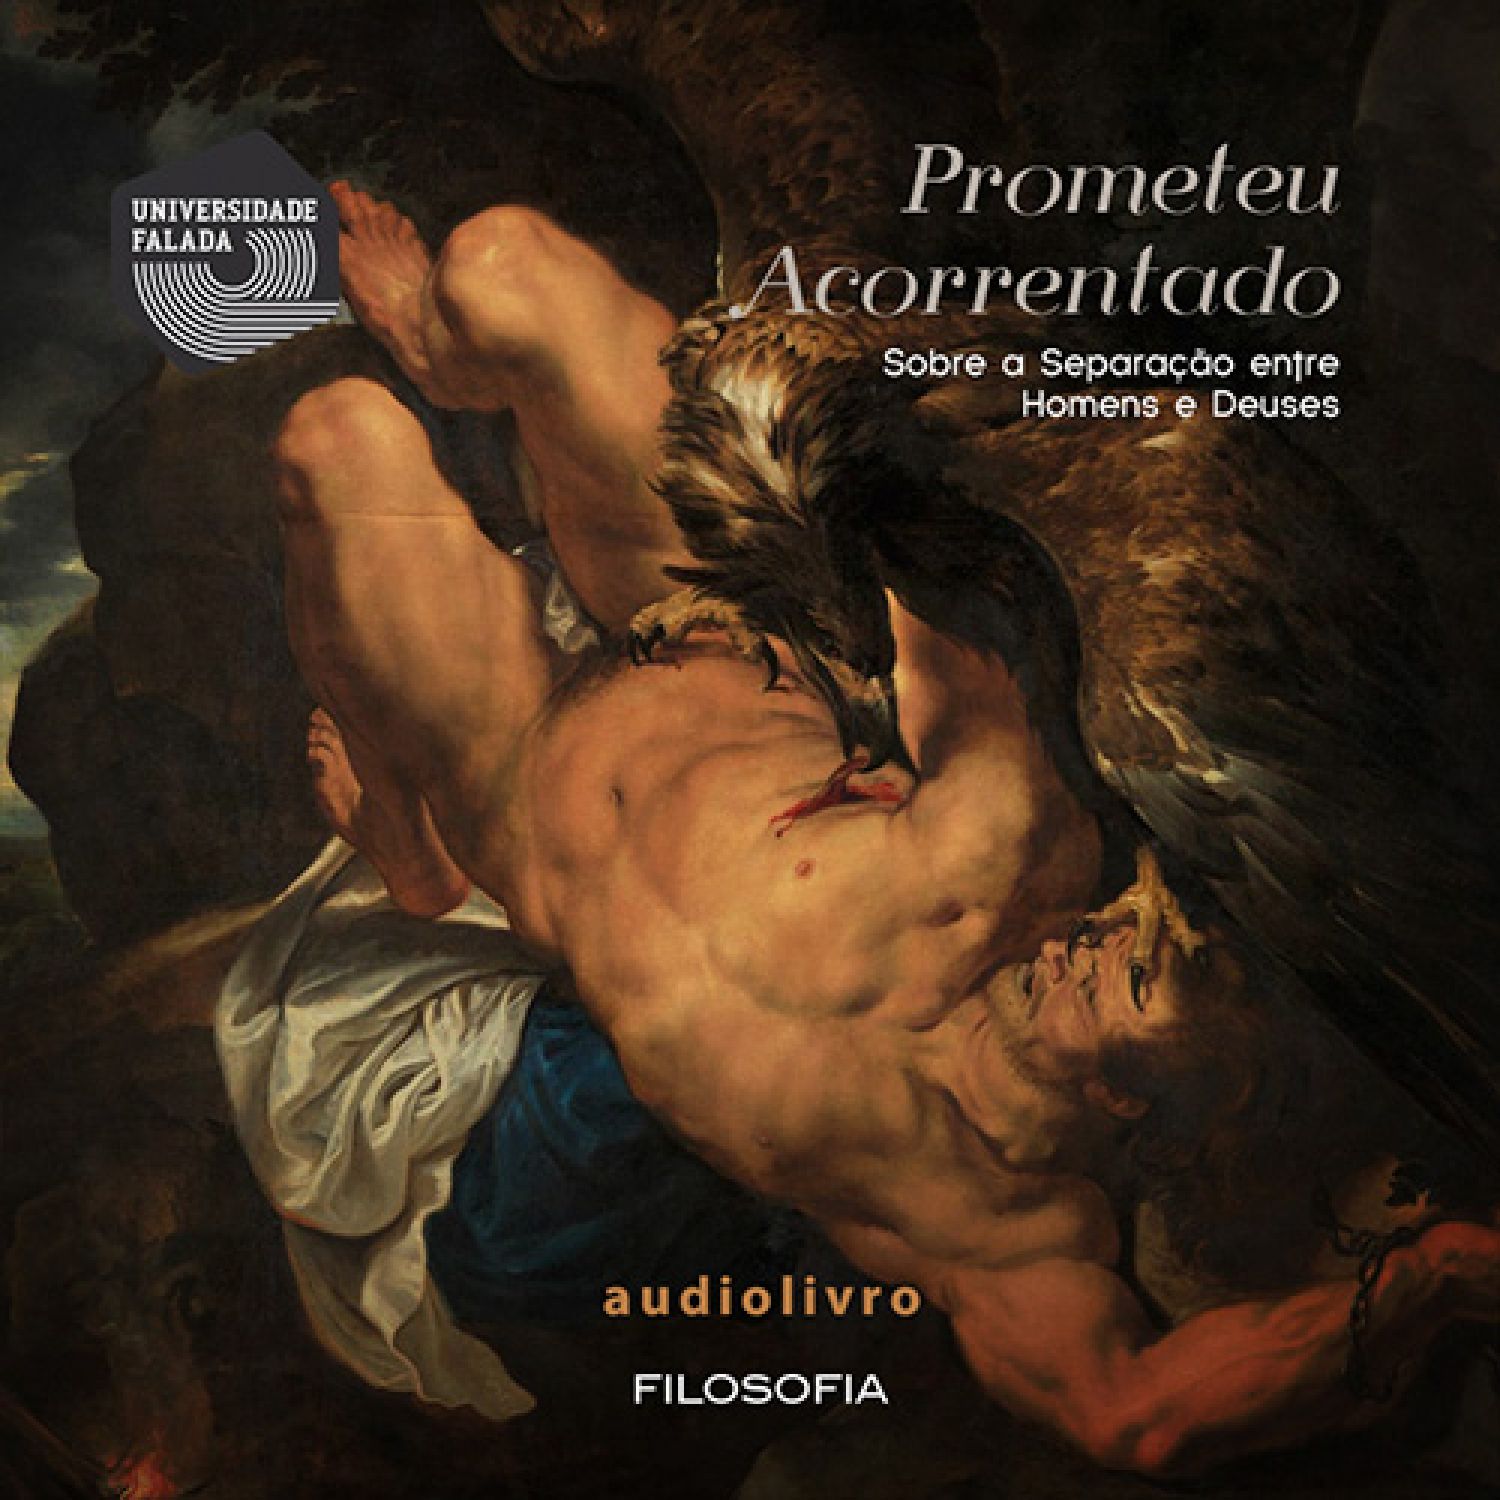 UNIVERSIDADE
FALADA
Prometeu
Acorrentado
Sobre a Separação entre
Homens e Deuses
audiolivro
FILOSOFIA